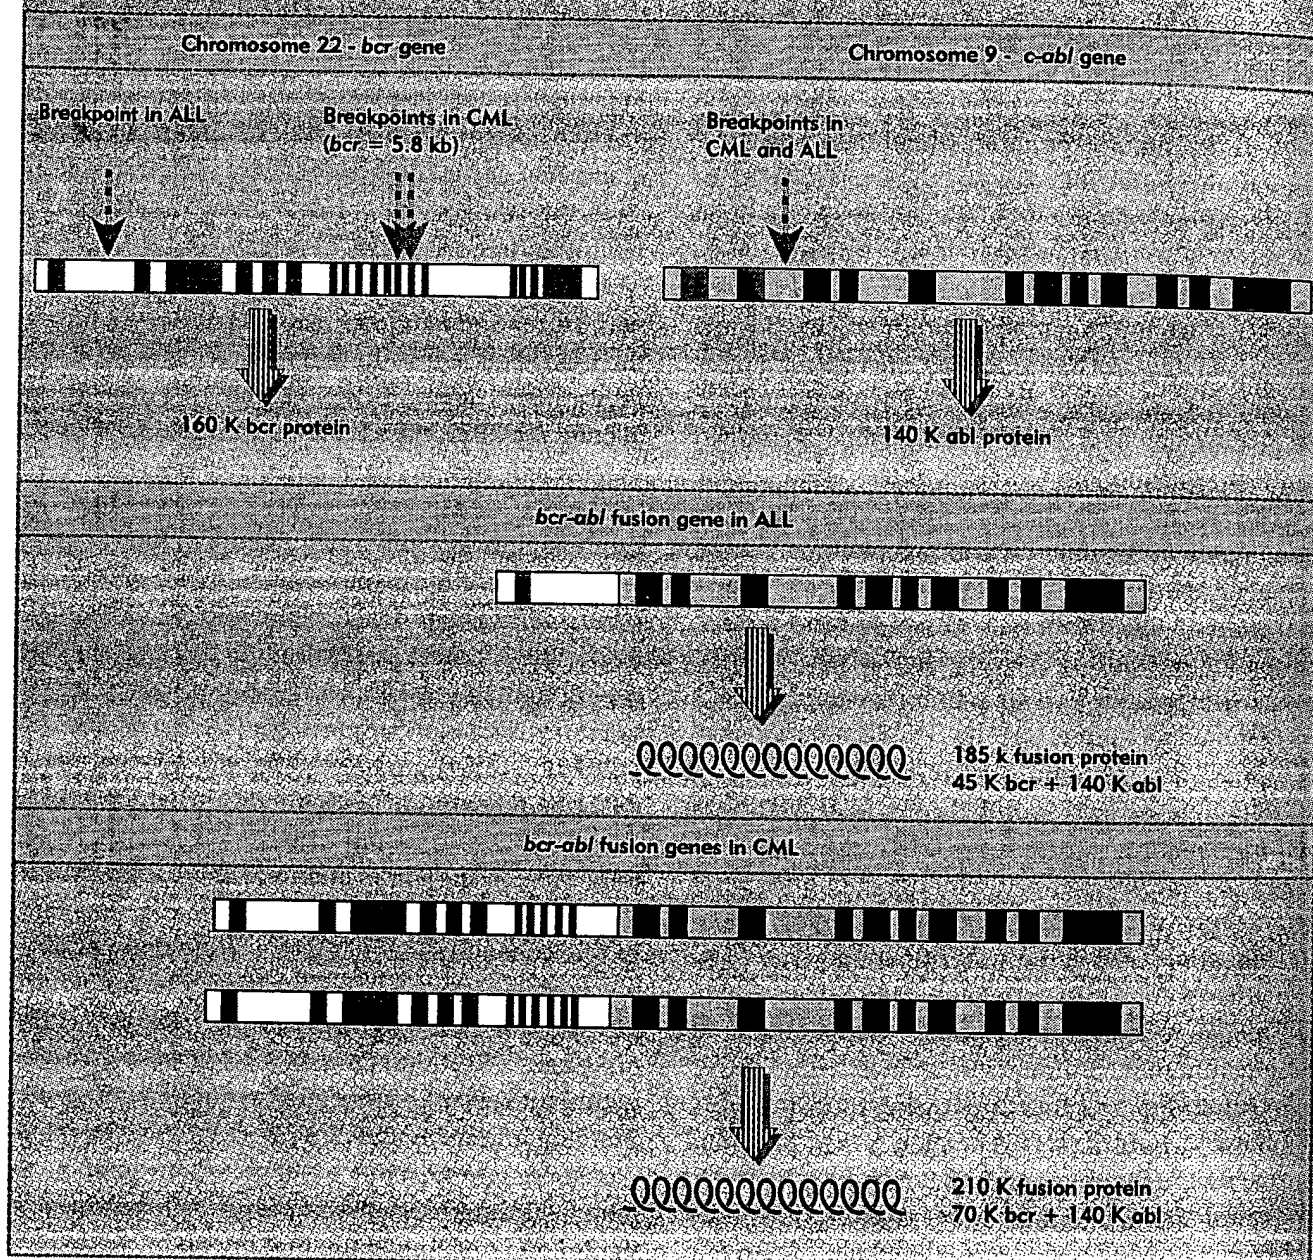 Chromosome 22 - bcr gene
Chromosome 9 - c-abl gene
Breakpoint in ALL
Breakpoints in CML
(bcr = 5.8 kb)
Breakpoints in
CML and ALL
160 K bcr protein
140 K abl protein
bcr-abl fusion gene in ALL
185 k fusion protein
45 K bcr + 140 K abl
bcr-abl fusion genes in CML
210 K fusion protein
70 K bcr + 140 K abl